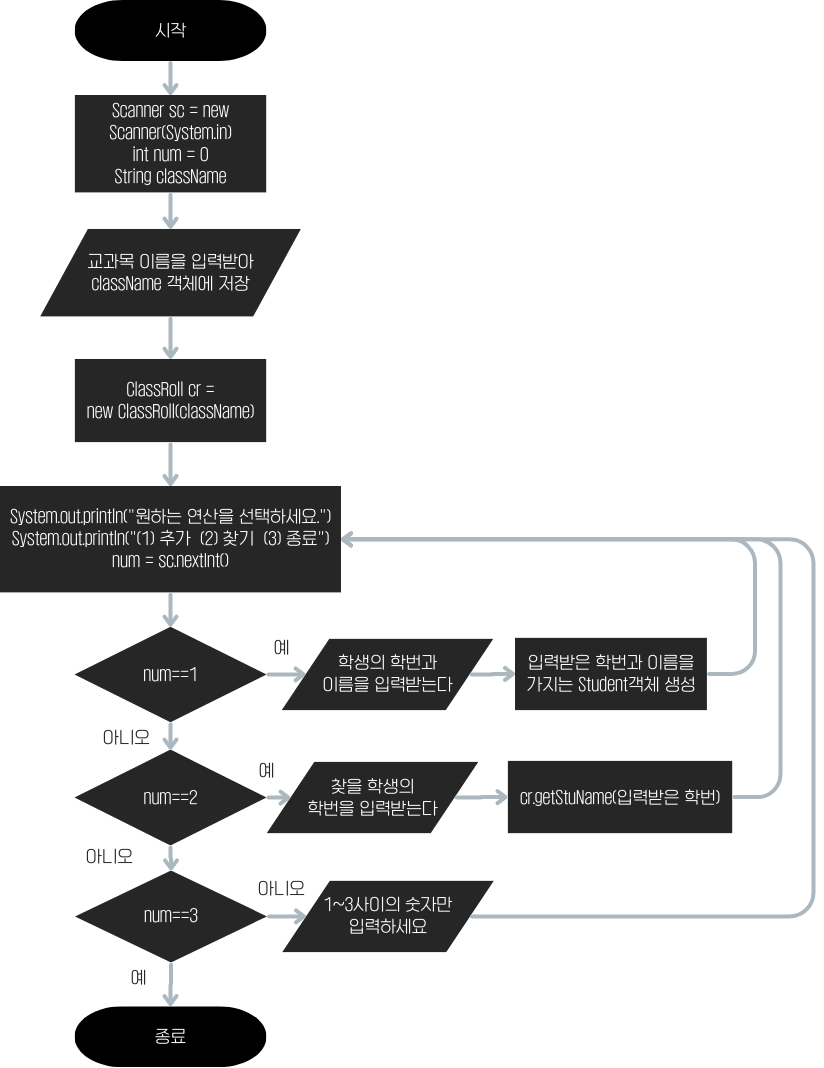 시작
Scanner sc = new
Scanner(System.in)
int num = 0
String className
교과목 이름을 입력받아
className 객체에 저장
ClassRoll cr =
new ClassRoll(className)
System.out.println("원하는 연산을 선택하세요.")
System.out.println("(1) 추가  (2) 찾기  (3) 종료")
num = sc.nextInt()
num==1
예
학생의 학번과
이름을 입력받는다
입력받은 학번과 이름을
가지는 Student객체 생성
아니오
num==2
예
찾을 학생의
학번을 입력받는다
cr.getStuName(입력받은 학번)
아니오
num==3
아니오
1~3사이의 숫자만
입력하세요
예
종료